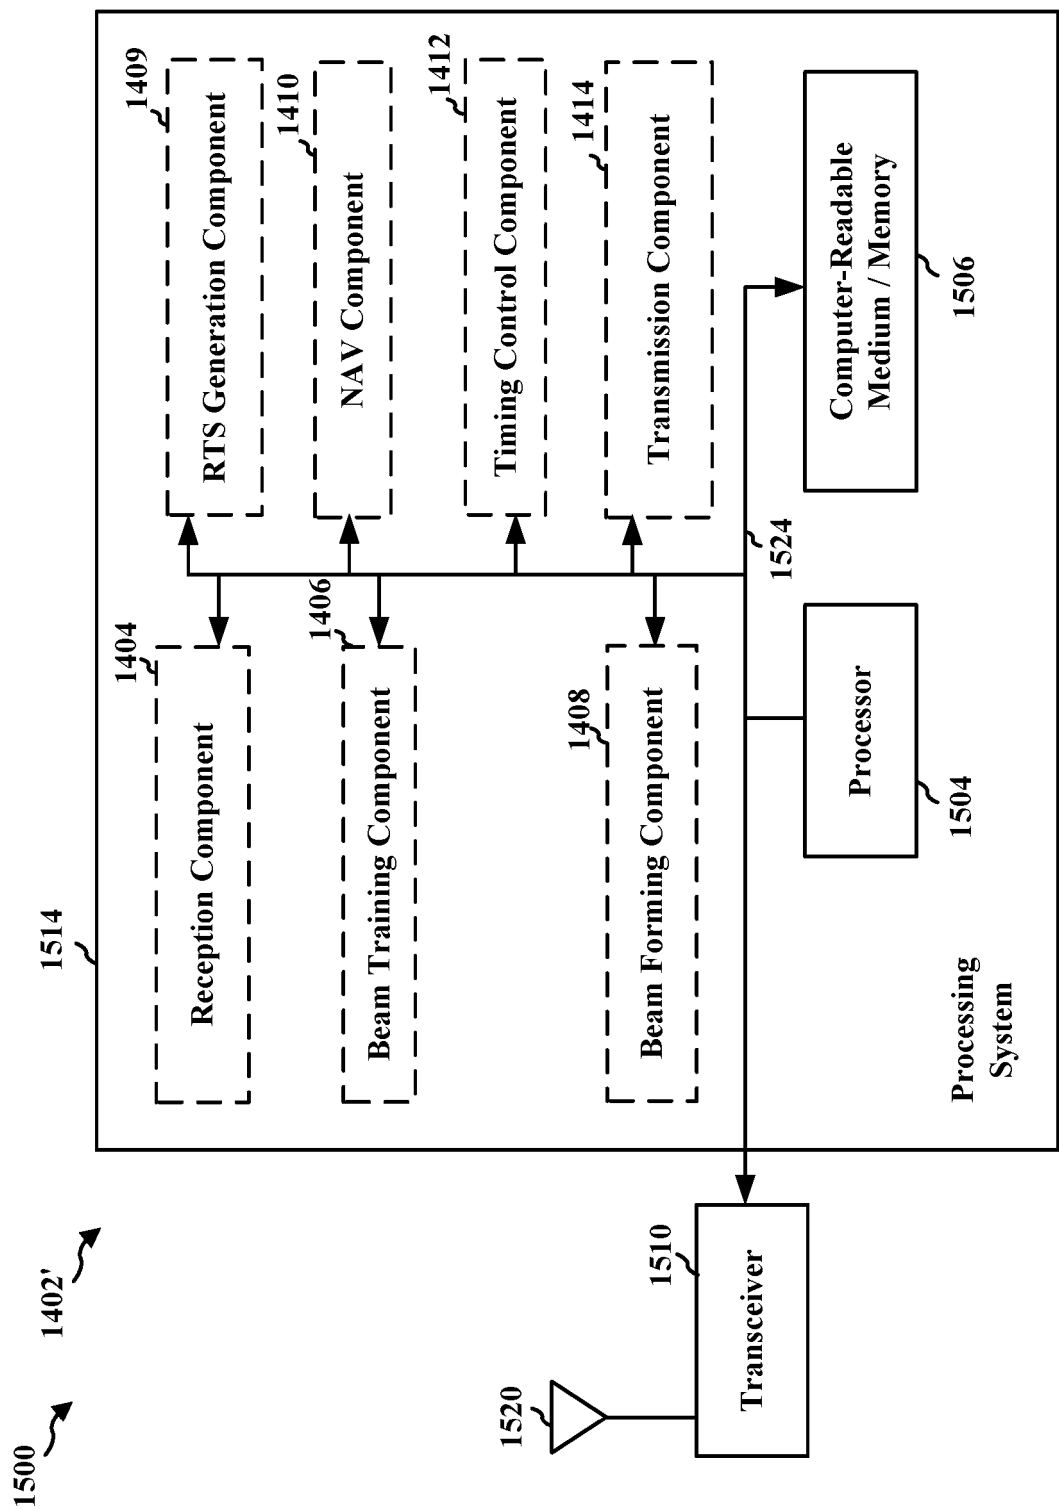 1500
1402'
1514
1404
Reception Component
1409
RTS Generation Component
1406
Beam Training Component
1410
NAV Component
1412
Timing Control Component
1408
Beam Forming Component
1414
Transmission Component
1520
1510
Transceiver
1524
Processor
1504
Computer-Readable
Medium / Memory
1506
Processing
System